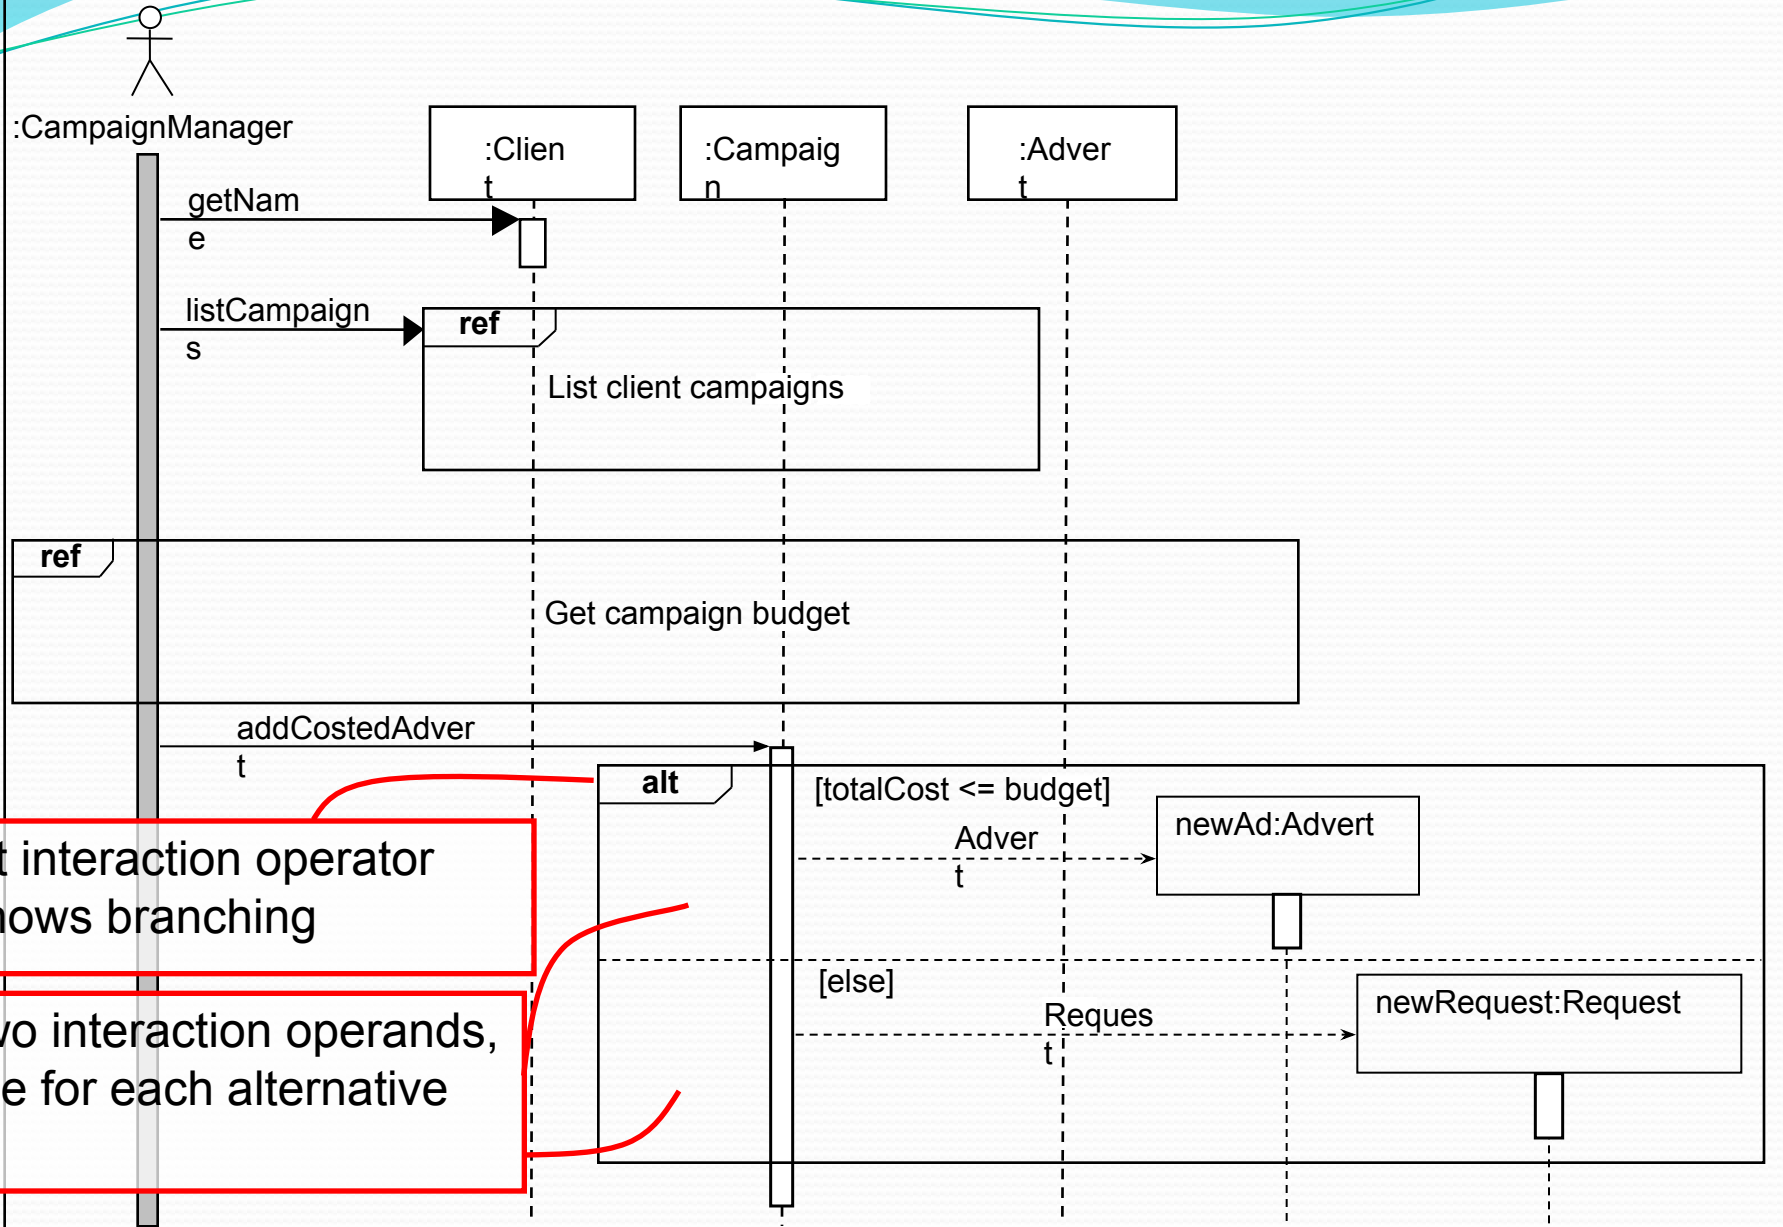 :CampaignManager
:Clien
t
:Campaig
n
:Adver
t
getNam
e
listCampaign
s
ref
List client campaigns
ref
Get campaign budget
addCostedAdver
t
alt
[totalCost <= budget]
newAd:Advert
Adver
t
t interaction operator
hows branching
[else]
newRequest:Request
Reques
t
vo interaction operands,
e for each alternative